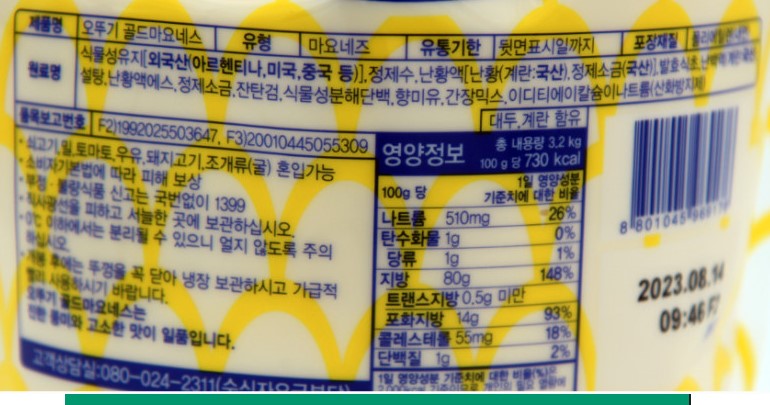 제품명 오뚜기 골드마요네스 유형 마요네즈 유통기한 뒷면표시일까지 포장재질
원료명 식물성유지[외국산(아르헨티나,미국,중국 등)],정제수,난황액[난황(계란:국산),정제소금(국산)],발효식초,난백액
설탕,난황액에스,정제소금,잔탄검,식물성분해단백,향미유,간장믹스,이디티에이칼슘이나트륨(산화방지제)
대두,계란 함유
품목보고번호 F2)1992025503647, F3)20010445055309
• 쇠고기,밀,토마토,우유,돼지고기,조개류(굴) 혼입가능
• 소비자기본법에 따라 피해 보상
• 부정·불량식품 신고는 국번없이 1399
• 직사광선을 피하고 서늘한 곳에 보관하십시오.
• 0℃ 이하에서는 분리될 수 있으니 얼지 않도록 주의
하십시오.
• 개봉 후에는 뚜껑을 꼭 닫아 냉장 보관하시고 가급적
빨리 사용하시기 바랍니다.
오뚜기 골드마요네스는
진한 풍미와 고소한 맛이 일품입니다.
고객상담실:080-024-2311(수신자요금부담)
영양정보 총 내용량 3.2 kg
100 g 당 730 kcal
100g 당 1일 영양성분
기준치에 대한 비율
나트륨 510mg 26%
탄수화물 1g 0%
당류 1g 1%
지방 80g 148%
트랜스지방 0.5g 미만
포화지방 14g 93%
콜레스테롤 55mg 18%
단백질 1g 2%
1일 영양성분 기준치에 대한 비율(%)은
8 801045
2023.08.14
09:46 F